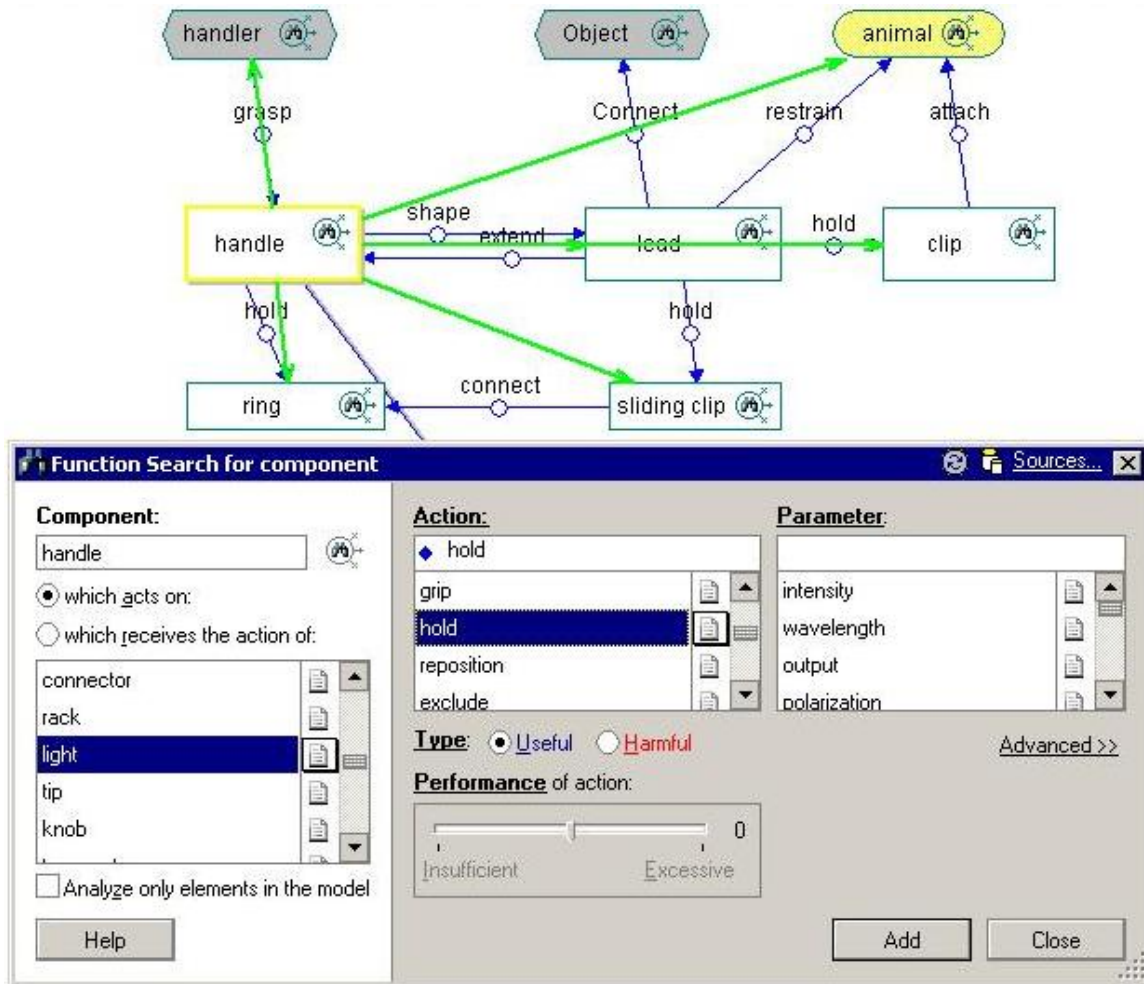 handler
Object
animal
grasp
Connect
restrain
attach
handle
shape
extend
lead
hold
clip
hold
hold
ring
connect
sliding clip
Function Search for component
Sources...
Component:
handle
which acts on:
which receives the action of:
connector
rack
light
tip
knob
Analyze only elements in the model
Help
Action:
hold
grip
hold
reposition
exclude
Parameter:
intensity
wavelength
output
polarization
Type: Useful Harmful
Advanced >>
Performance of action:
0
Insufficient Excessive
Add
Close